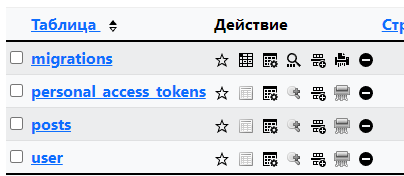 Таблица Действие Стр
migrations
personal_access_tokens
posts
user